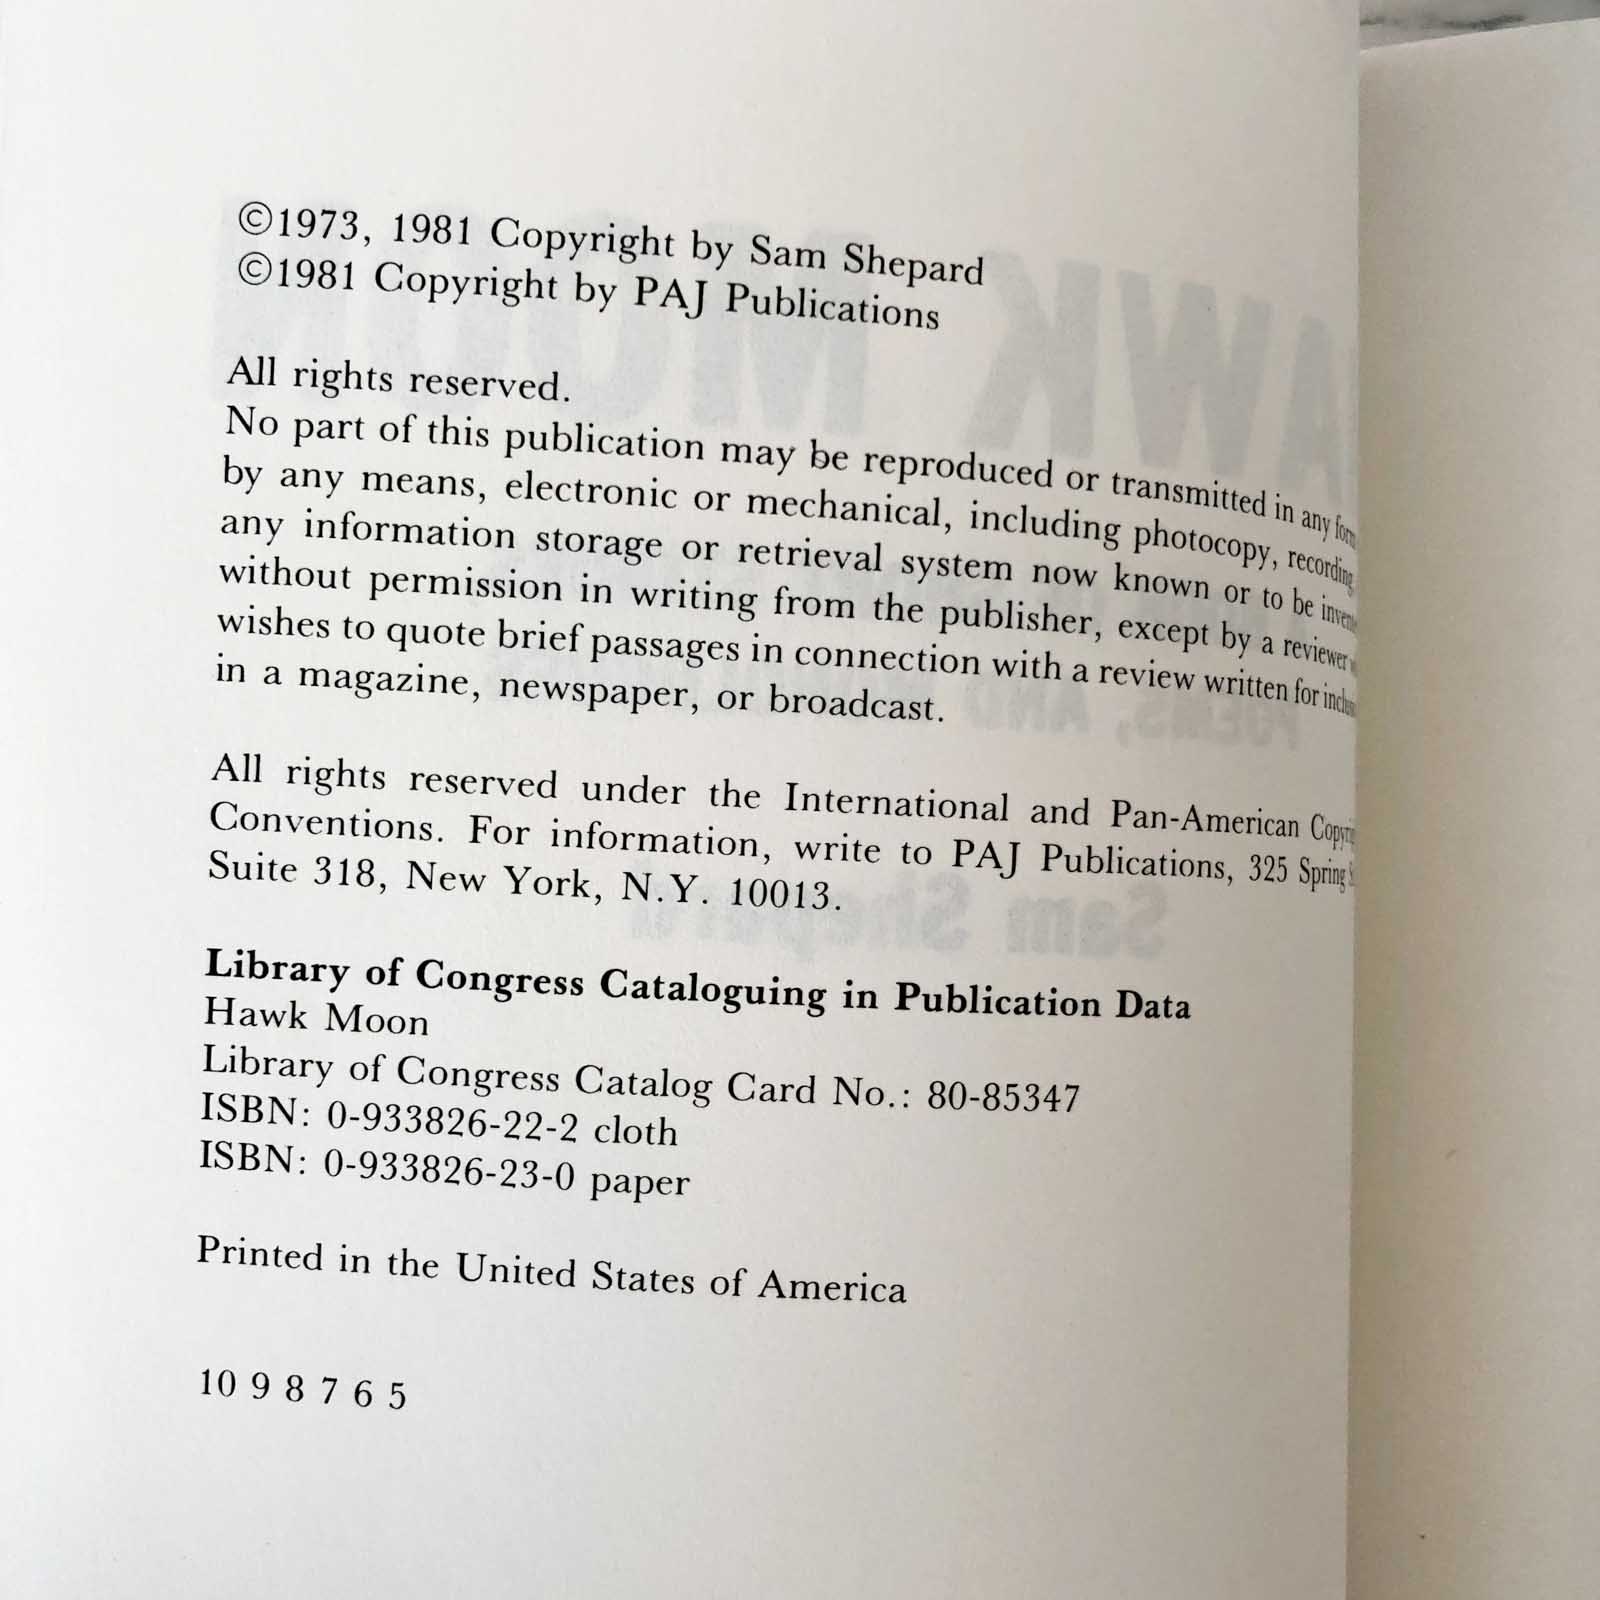 ©1973, 1981 Copyright by Sam Shepard
©1981 Copyright by PAJ Publications
All rights reserved.
No part of this publication may be reproduced or transmitted in any form
by any means, electronic or mechanical, including photocopy, recording
any information storage or retrieval system now known or to be
without permission in writing from the publisher, except by a reviewer
wishes to quote brief passages in connection with a review written for
in a magazine, newspaper, or broadcast.
All rights reserved under the International and Pan-American
Conventions. For information, write to PAJ Publications, 325 Spring
Suite 318, New York, N.Y. 10013.
Library of Congress Cataloguing in Publication Data
Hawk Moon
Library of Congress Catalog Card No.: 80-85347
ISBN: 0-933826-22-2 cloth
ISBN: 0-933826-23-0 paper
Printed in the United States of America
10 9 8 7 6 5